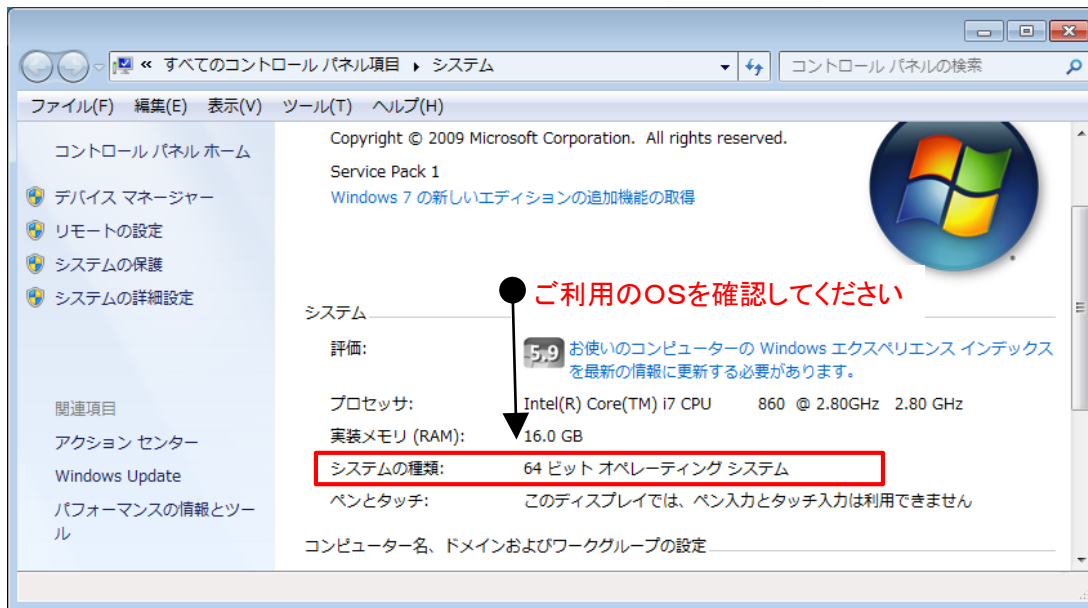 « すべてのコントロール パネル項目 ▸ システム
コントロール パネルの検索
ファイル(F) 編集(E) 表示(V) ツール(T) ヘルプ(H)
コントロール パネル ホーム
デバイス マネージャー
リモートの設定
システムの保護
システムの詳細設定
関連項目
アクション センター
Windows Update
パフォーマンスの情報とツー
ル
Copyright © 2009 Microsoft Corporation. All rights reserved.
Service Pack 1
Windows 7 の新しいエディションの追加機能の取得
ご利用のOSを確認してください
システム
評価:
5.9 お使いのコンピューターの Windows エクスペリエンス インデックス
を最新の情報に更新する必要があります。
プロセッサ: Intel(R) Core(TM) i7 CPU 860 @ 2.80GHz 2.80 GHz
実装メモリ (RAM): 16.0 GB
システムの種類: 64 ビット オペレーティング システム
ペンとタッチ: このディスプレイでは、ペン入力とタッチ入力は利用できません
コンピューター名、ドメインおよびワークグループの設定